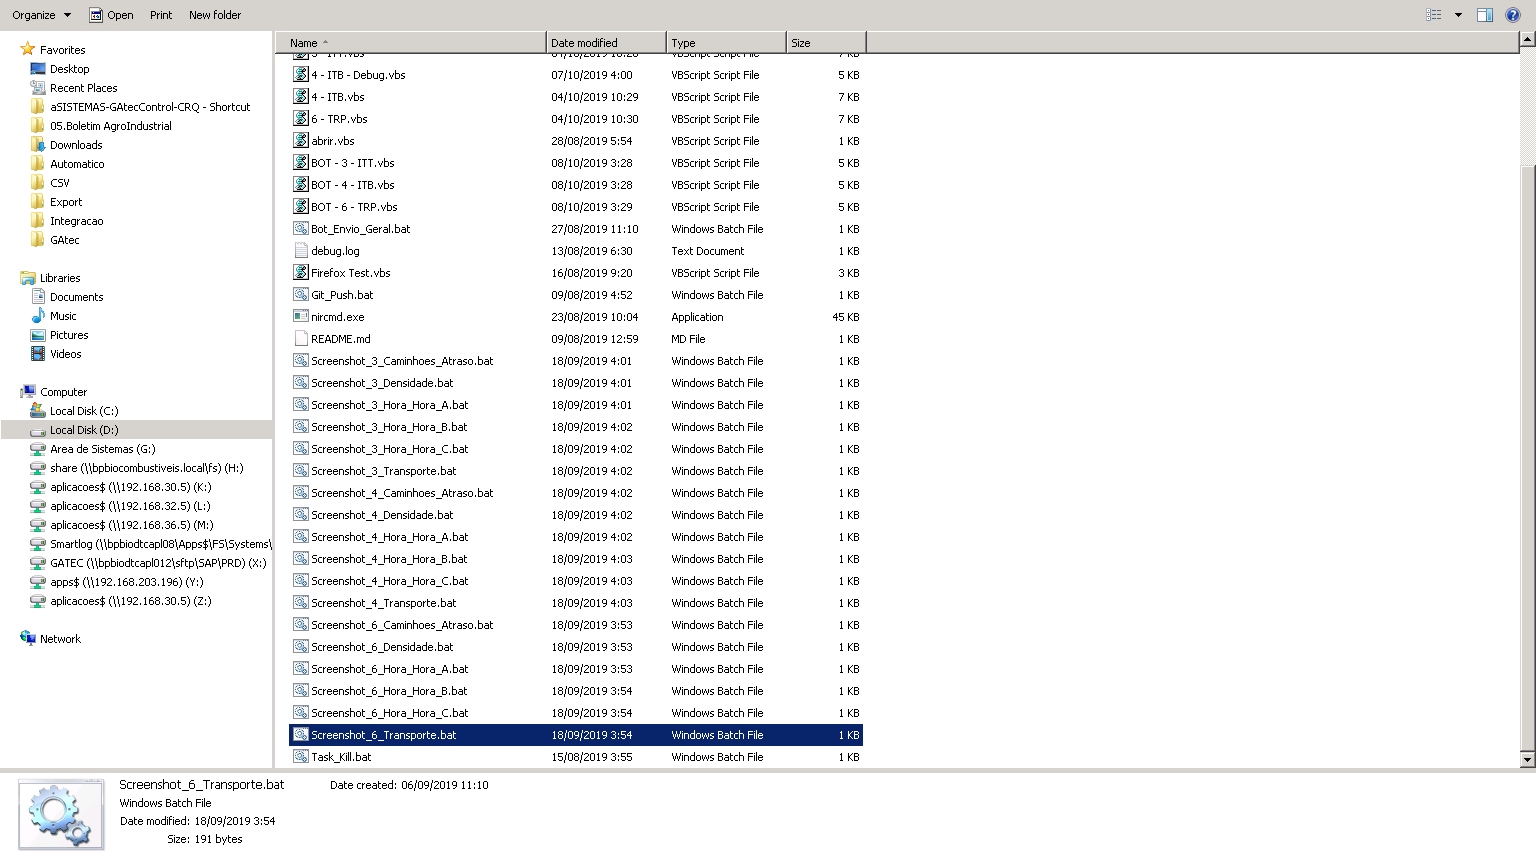 Organize Open Print New folder
Favorites
Desktop
Recent Places
aSISTEMAS-GAtecControl-CRQ - Shortcut
05.Boletim AgroIndustrial
Downloads
Automatico
CSV
Export
Integracao
GAtec
Libraries
Documents
Music
Pictures
Videos
Computer
Local Disk (C:)
Local Disk (D:)
Area de Sistemas (G:)
share (\\bpbiocombustiveis.local\fs) (H:)
aplicacoes$ (\\192.168.30.5) (K:)
aplicacoes$ (\\192.168.32.5) (L:)
aplicacoes$ (\\192.168.36.5) (M:)
Smartlog (\\bpbiodtcapl08\Apps$\FS\Systems\
GATEC (\\bpbiodtcapl012\sftp\SAP\PRD) (X:)
apps$ (\\192.168.203.196) (Y:)
aplicacoes$ (\\192.168.30.5) (Z:)
Network
Name Date modified Type Size
4 - ITB - Debug.vbs 07/10/2019 4:00 VBScript Script File 5 KB
4 - ITB.vbs 04/10/2019 10:29 VBScript Script File 7 KB
6 - TRP.vbs 04/10/2019 10:30 VBScript Script File 7 KB
abrir.vbs 28/08/2019 5:54 VBScript Script File 1 KB
BOT - 3 - ITT.vbs 08/10/2019 3:28 VBScript Script File 5 KB
BOT - 4 - ITB.vbs 08/10/2019 3:28 VBScript Script File 5 KB
BOT - 6 - TRP.vbs 08/10/2019 3:29 VBScript Script File 5 KB
Bot_Envio_Geral.bat 27/08/2019 11:10 Windows Batch File 1 KB
debug.log 13/08/2019 6:30 Text Document 1 KB
Firefox Test.vbs 16/08/2019 9:20 VBScript Script File 3 KB
Git_Push.bat 09/08/2019 4:52 Windows Batch File 1 KB
nircmd.exe 23/08/2019 10:04 Application 45 KB
README.md 09/08/2019 12:59 MD File 1 KB
Screenshot_3_Caminhoes_Atraso.bat 18/09/2019 4:01 Windows Batch File 1 KB
Screenshot_3_Densidade.bat 18/09/2019 4:01 Windows Batch File 1 KB
Screenshot_3_Hora_Hora_A.bat 18/09/2019 4:01 Windows Batch File 1 KB
Screenshot_3_Hora_Hora_B.bat 18/09/2019 4:02 Windows Batch File 1 KB
Screenshot_3_Hora_Hora_C.bat 18/09/2019 4:02 Windows Batch File 1 KB
Screenshot_3_Transporte.bat 18/09/2019 4:02 Windows Batch File 1 KB
Screenshot_4_Caminhoes_Atraso.bat 18/09/2019 4:02 Windows Batch File 1 KB
Screenshot_4_Densidade.bat 18/09/2019 4:02 Windows Batch File 1 KB
Screenshot_4_Hora_Hora_A.bat 18/09/2019 4:02 Windows Batch File 1 KB
Screenshot_4_Hora_Hora_B.bat 18/09/2019 4:03 Windows Batch File 1 KB
Screenshot_4_Hora_Hora_C.bat 18/09/2019 4:03 Windows Batch File 1 KB
Screenshot_4_Transporte.bat 18/09/2019 4:03 Windows Batch File 1 KB
Screenshot_6_Caminhoes_Atraso.bat 18/09/2019 3:53 Windows Batch File 1 KB
Screenshot_6_Densidade.bat 18/09/2019 3:53 Windows Batch File 1 KB
Screenshot_6_Hora_Hora_A.bat 18/09/2019 3:53 Windows Batch File 1 KB
Screenshot_6_Hora_Hora_B.bat 18/09/2019 3:54 Windows Batch File 1 KB
Screenshot_6_Hora_Hora_C.bat 18/09/2019 3:54 Windows Batch File 1 KB
Screenshot_6_Transporte.bat 18/09/2019 3:54 Windows Batch File 1 KB
Task_Kill.bat 15/08/2019 3:55 Windows Batch File 1 KB
Screenshot_6_Transporte.bat Date created: 06/09/2019 11:10
Windows Batch File
Date modified: 18/09/2019 3:54
Size: 191 bytes